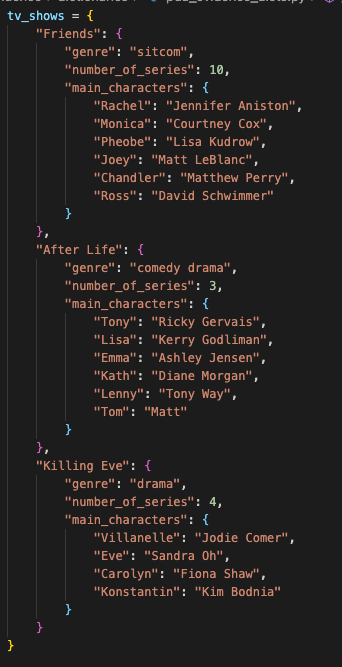 tv_shows = {
    "Friends": {
        "genre": "sitcom",
        "number_of_series": 10,
        "main_characters": {
            "Rachel": "Jennifer Aniston",
            "Monica": "Courtney Cox",
            "Pheobe": "Lisa Kudrow",
            "Joey": "Matt LeBlanc",
            "Chandler": "Matthew Perry",
            "Ross": "David Schwimmer"
        }
    },
    "After Life": {
        "genre": "comedy drama",
        "number_of_series": 3,
        "main_characters": {
            "Tony": "Ricky Gervais",
            "Lisa": "Kerry Godliman",
            "Emma": "Ashley Jensen",
            "Kath": "Diane Morgan",
            "Lenny": "Tony Way",
            "Tom": "Matt"
        }
    },
    "Killing Eve": {
        "genre": "drama",
        "number_of_series": 4,
        "main_characters": {
            "Villanelle": "Jodie Comer",
            "Eve": "Sandra Oh",
            "Carolyn": "Fiona Shaw",
            "Konstantin": "Kim Bodnia"
        }
    }
}